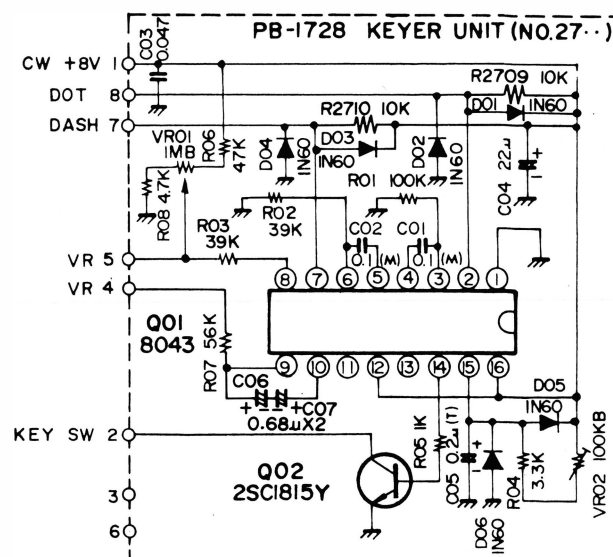 PB-1728 KEYER UNIT (NO.27··)
C03
0.047
CW +8V 1
DOT 8
DASH 7
R2709 10K
D01 1N60
R2710 10K
D03
1N60
D04
1N60
D02
1N60
VR01
1MB
R06
47K
R08 4.7K
R01
100K
C04 22µ
+
R02
39K
R03
39K
C02
0.1 (M)
C01
0.1 (M)
VR 5
VR 4
8 7 6 5 4 3 2 1
Q01
8043
R07 56K
9 10 11 12 13 14 15 16
C06
+ − − + C07
0.68µX2
KEY SW 2
3
6
Q02
2SC1815Y
R05 1K
C05 0.2µ (T)
+
D06
1N60
D05
1N60
R04
3.3K
VR02 100KB